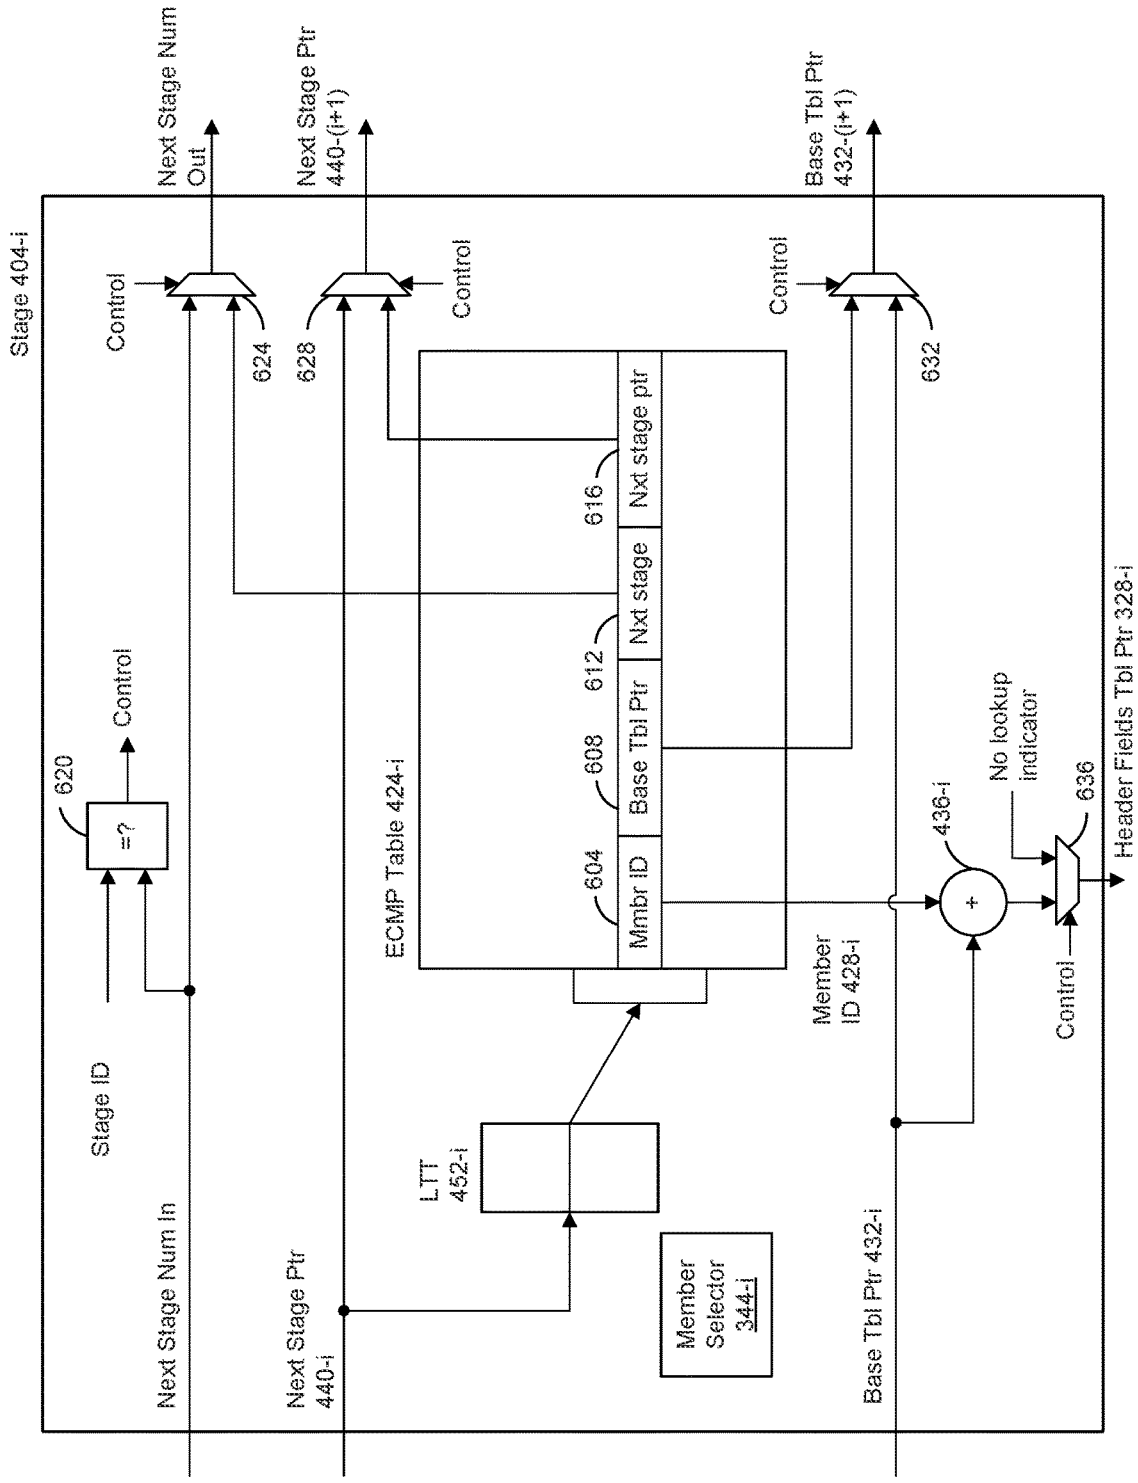 Stage 404-i
Next Stage Num In
Stage ID
620
=?
Control
Control
624
Next Stage Num
Out
Next Stage Ptr
440-i
628
Control
Next Stage Ptr
440-(i+1)
LTT
452-i
ECMP Table 424-i
604
608
612
616
Mmbr ID
Base Tbl Ptr
Nxt stage
Nxt stage ptr
Member
Selector
344-i
Control
632
Base Tbl Ptr
432-(i+1)
Base Tbl Ptr 432-i
Member
ID 428-i
436-i
+
No lookup
indicator
Control
636
Header Fields Tbl Ptr 328-i